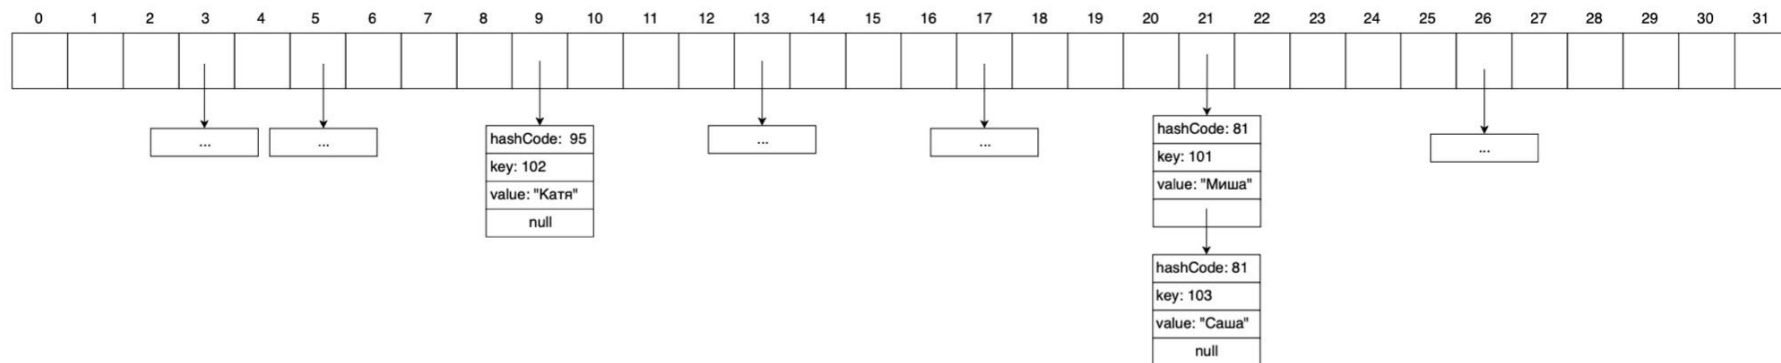 0 1 2 3 4 5 6 7 8 9 10 11 12 13 14 15 16 17 18 19 20 21 22 23 24 25 26 27 28 29 30 31
... ... ... ... ...
hashCode: 95
key: 102
value: "Катя"
null
hashCode: 81
key: 101
value: "Миша"
hashCode: 81
key: 103
value: "Саша"
null